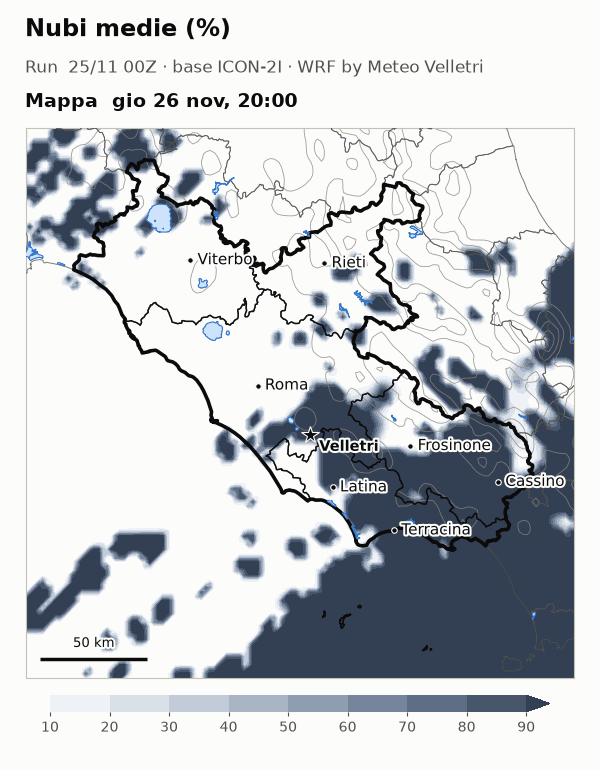 Nubi medie (%)
Run  25/11 00Z · base ICON-2I · WRF by Meteo Velletri
Mappa  gio 26 nov, 20:00
Viterbo
Rieti
Roma
Velletri
Frosinone
Cassino
Latina
Terracina
50 km
10 20 30 40 50 60 70 80 90